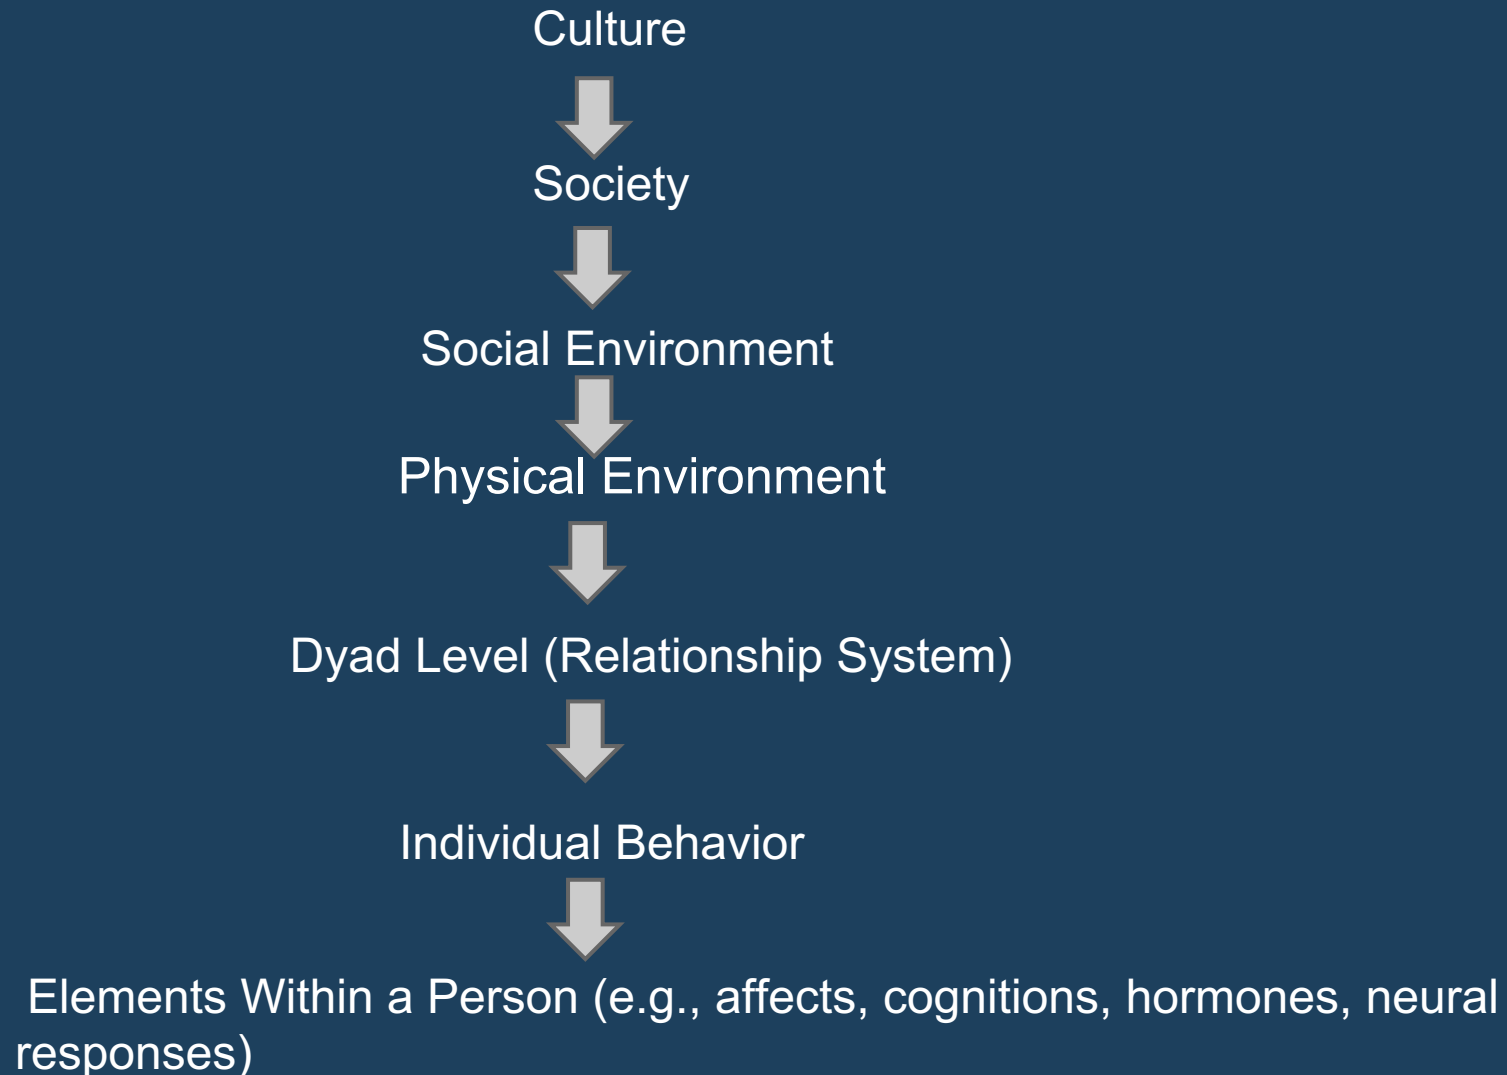 Culture
Society
Social Environment
Physical Environment
Dyad Level (Relationship System)
Individual Behavior
Elements Within a Person (e.g., affects, cognitions, hormones, neural
responses)